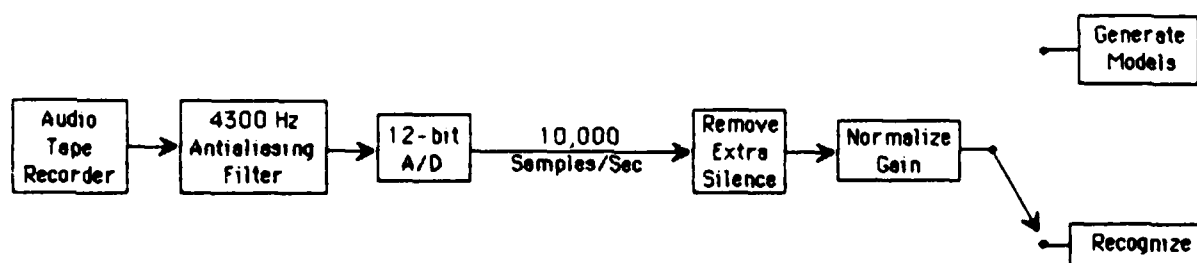 Audio
Tape
Recorder
4300 Hz
Antialiasing
Filter
12-bit
A/D
10,000
Samples/Sec
Remove
Extra
Silence
Normalize
Gain
Generate
Models
Recognize